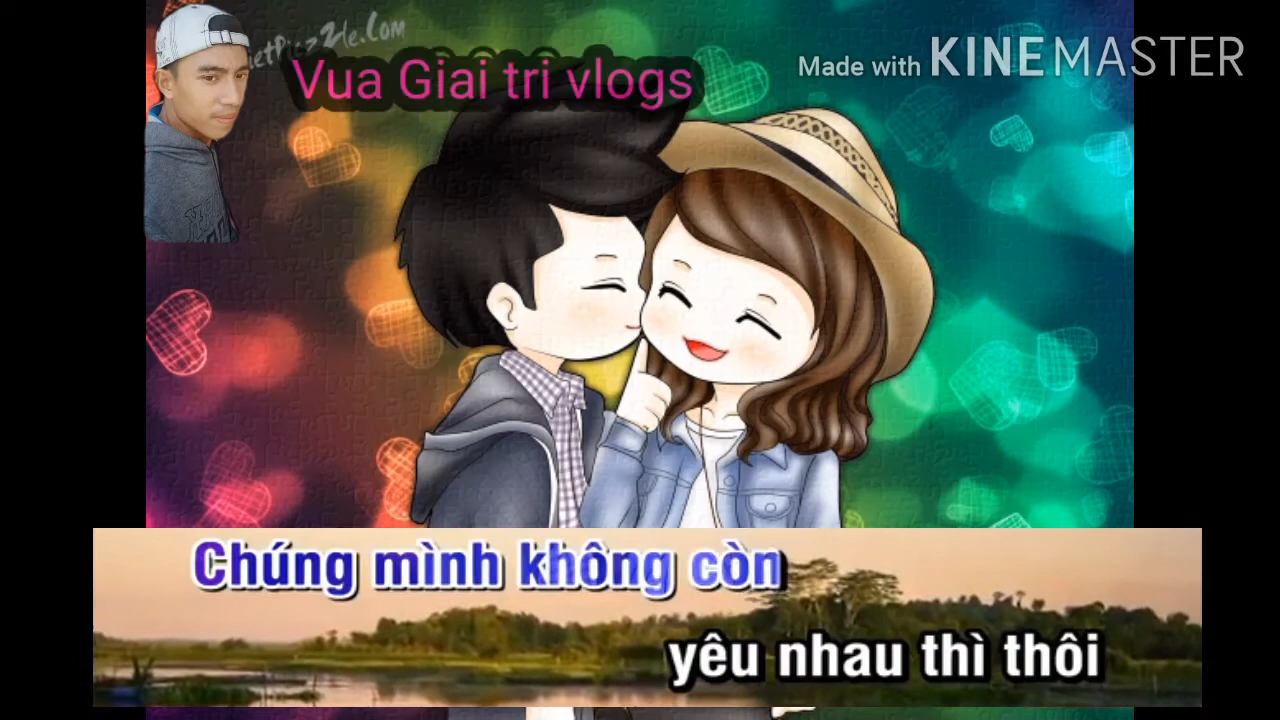 Vua Giai tri vlogs
Made with KINEMASTER
Chúng mình không còn
yêu nhau thì thôi